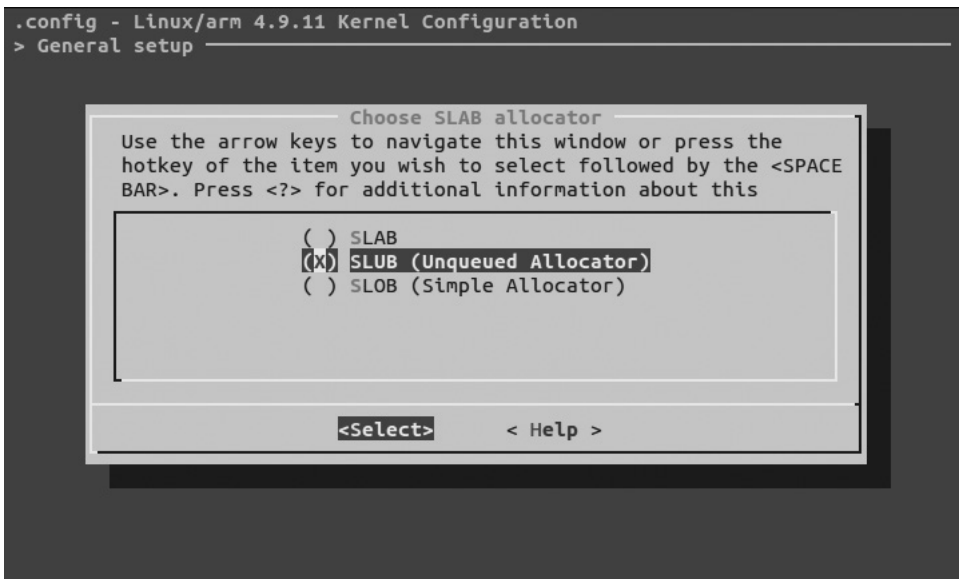 .config - Linux/arm 4.9.11 Kernel Configuration
> General setup
Choose SLAB allocator
Use the arrow keys to navigate this window or press the
hotkey of the item you wish to select followed by the <SPACE
BAR>. Press <?> for additional information about this
( ) SLAB
(X) SLUB (Unqueued Allocator)
( ) SLOB (Simple Allocator)
<Select> < Help >